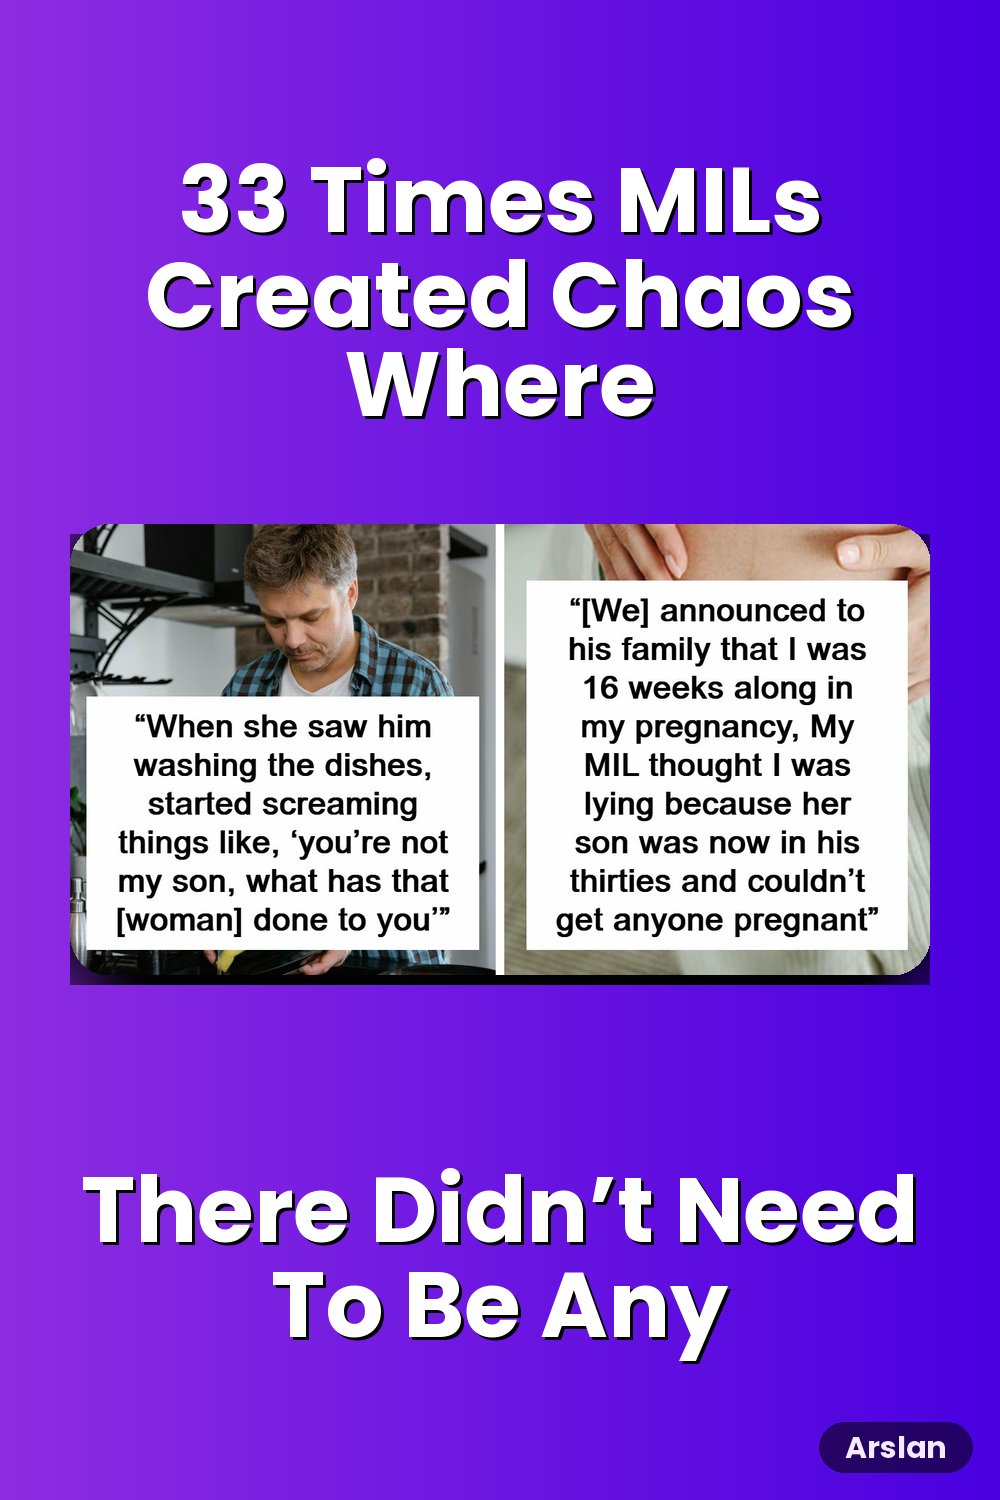 33 Times MILs
Created Chaos
Where
“When she saw him
washing the dishes,
started screaming
things like, ‘you’re not
my son, what has that
[woman] done to you’”
“[We] announced to
his family that I was
16 weeks along in
my pregnancy, My
MIL thought I was
lying because her
son was now in his
thirties and couldn’t
get anyone pregnant”
There Didn’t Need
To Be Any
Arslan